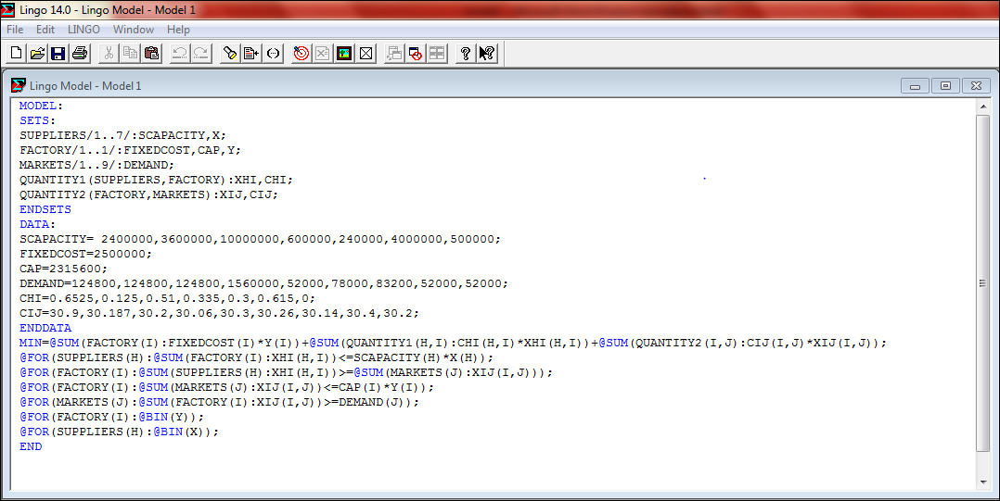 Lingo 14.0 - Lingo Model - Model 1
File Edit LINGO Window Help
Lingo Model - Model 1
MODEL:
SETS:
SUPPLIERS/1..7/:SCAPACITY,X;
FACTORY/1..1/:FIXEDCOST,CAP,Y;
MARKETS/1..9/:DEMAND;
QUANTITY1(SUPPLIERS,FACTORY):XHI,CHI;
QUANTITY2(FACTORY,MARKETS):XIJ,CIJ;
ENDSETS
DATA:
SCAPACITY= 2400000,3600000,10000000,600000,240000,4000000,500000;
FIXEDCOST=2500000;
CAP=2315600;
DEMAND=124800,124800,124800,1560000,52000,78000,83200,52000,52000;
CHI=0.6525,0.125,0.51,0.335,0.3,0.615,0;
CIJ=30.9,30.187,30.2,30.06,30.3,30.26,30.14,30.4,30.2;
ENDDATA
MIN=@SUM(FACTORY(I):FIXEDCOST(I)*Y(I))+@SUM(QUANTITY1(H,I):CHI(H,I)*XHI(H,I))+@SUM(QUANTITY2(I,J):CIJ(I,J)*XIJ(I,J));
@FOR(SUPPLIERS(H):@SUM(FACTORY(I):XHI(H,I))<=SCAPACITY(H)*X(H));
@FOR(FACTORY(I):@SUM(SUPPLIERS(H):XHI(H,I))>=@SUM(MARKETS(J):XIJ(I,J)));
@FOR(FACTORY(I):@SUM(MARKETS(J):XIJ(I,J))<=CAP(I)*Y(I));
@FOR(MARKETS(J):@SUM(FACTORY(I):XIJ(I,J))>=DEMAND(J));
@FOR(FACTORY(I):@BIN(Y));
@FOR(SUPPLIERS(H):@BIN(X));
END